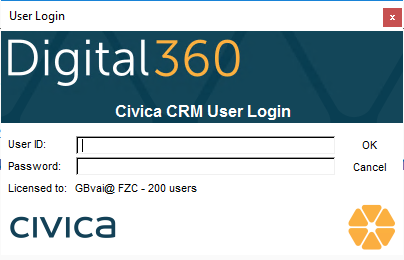 User Login
x
Digital360
Civica CRM User Login
User ID:
OK
Password:
Cancel
Licensed to: GBvai@ FZC - 200 users
civica